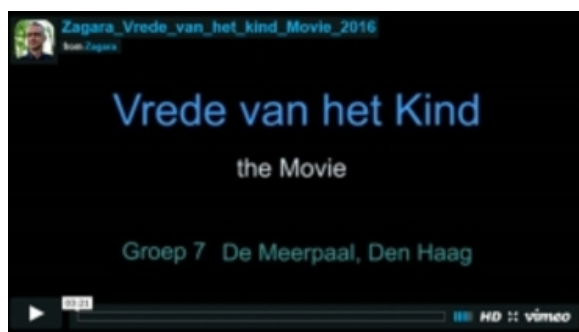 Zagara_Vrede_van_het_kind_Movie_2016
from Zagara
Vrede van het Kind
the Movie
Groep 7 De Meerpaal, Den Haag
03:21
HD vimeo